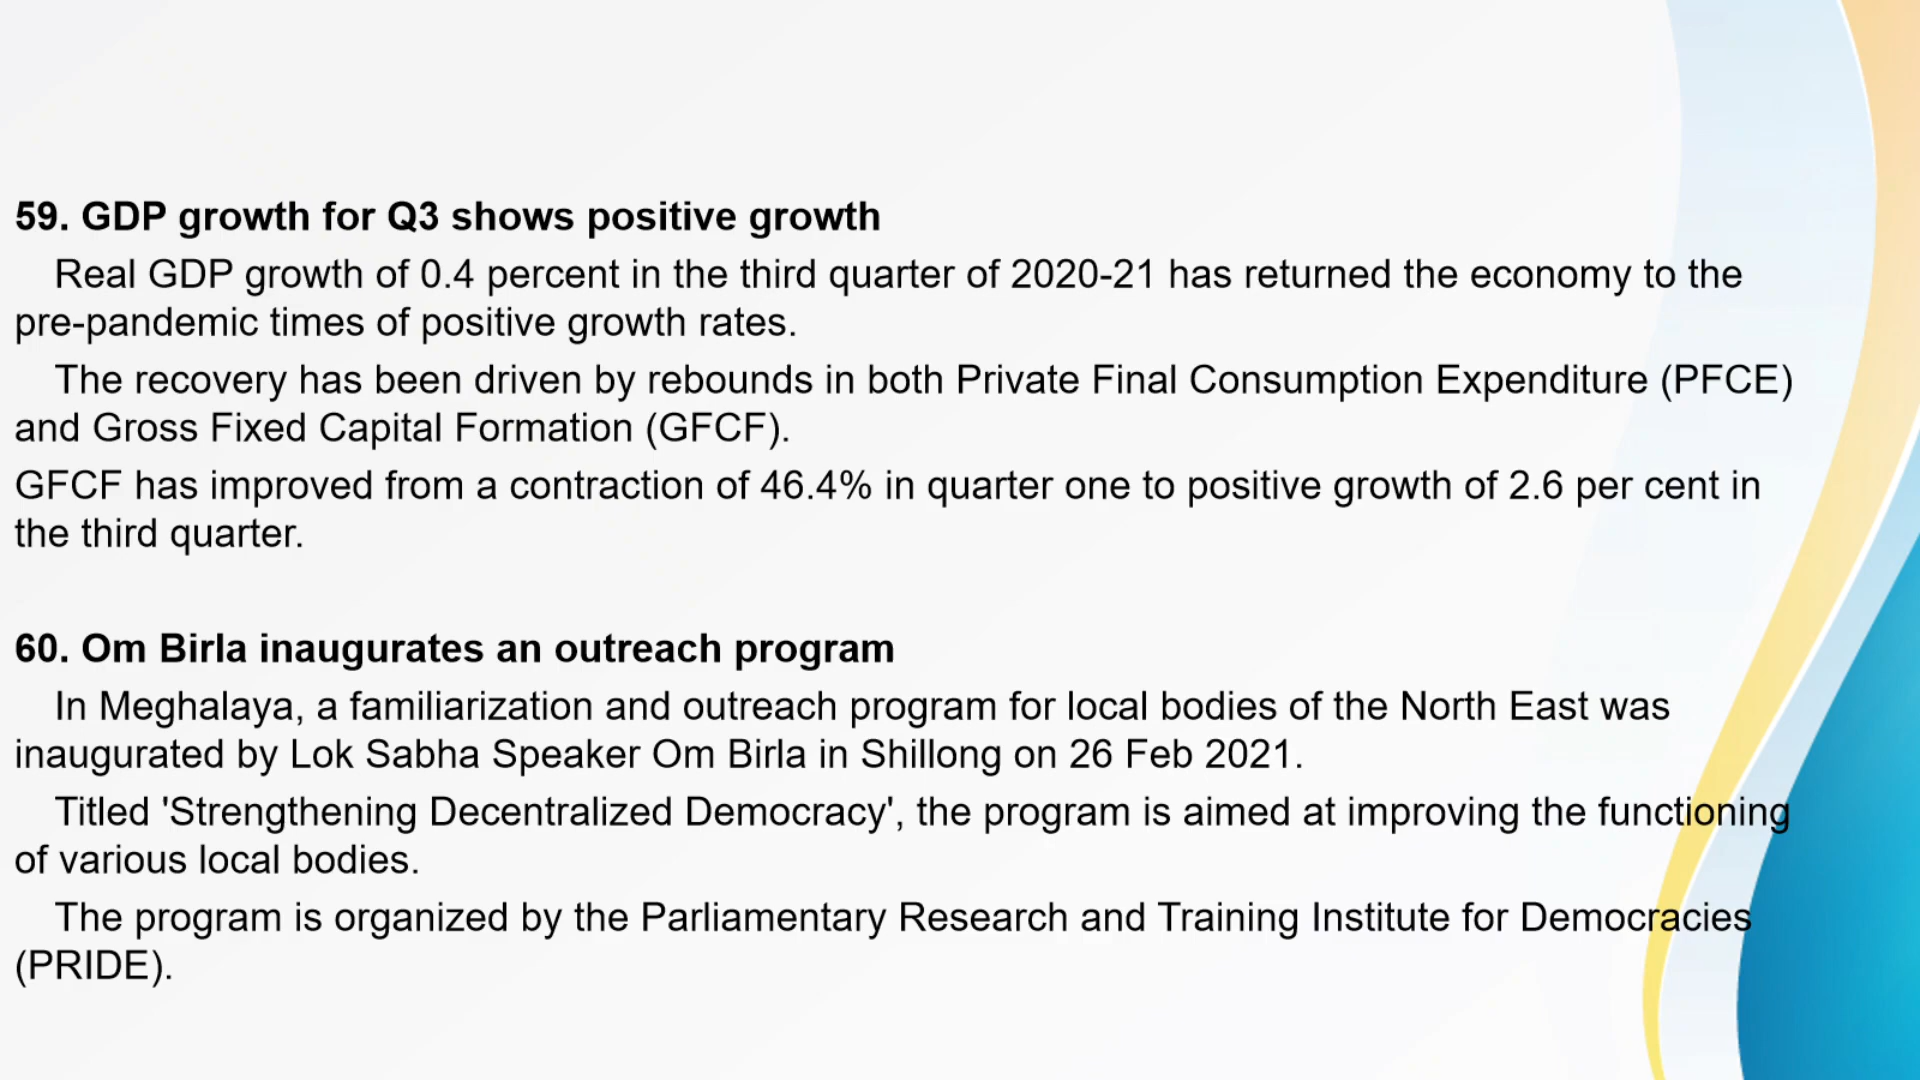 59. GDP growth for Q3 shows positive growth
Real GDP growth of 0.4 percent in the third quarter of 2020-21 has returned the economy to the
pre-pandemic times of positive growth rates.
The recovery has been driven by rebounds in both Private Final Consumption Expenditure (PFCE)
and Gross Fixed Capital Formation (GFCF).
GFCF has improved from a contraction of 46.4% in quarter one to positive growth of 2.6 per cent in
the third quarter.
60. Om Birla inaugurates an outreach program
In Meghalaya, a familiarization and outreach program for local bodies of the North East was
inaugurated by Lok Sabha Speaker Om Birla in Shillong on 26 Feb 2021.
Titled 'Strengthening Decentralized Democracy', the program is aimed at improving the functioning
of various local bodies.
The program is organized by the Parliamentary Research and Training Institute for Democracies
(PRIDE).